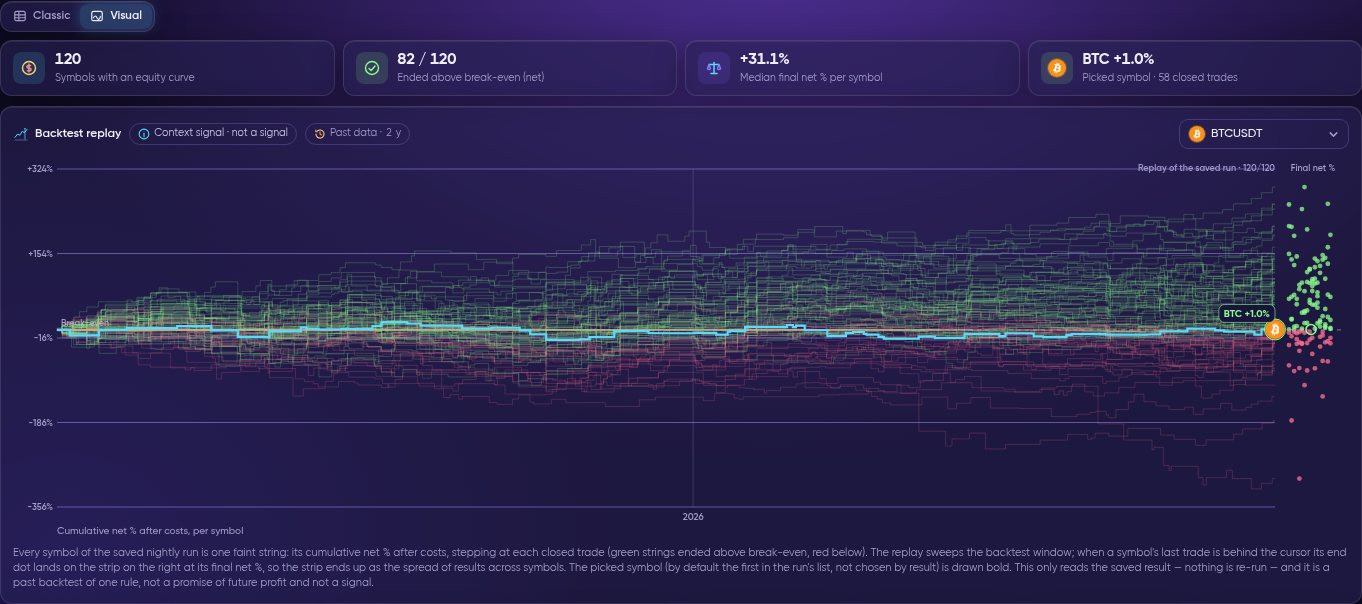 Classic
Visual
120
Symbols with an equity curve
82 / 120
Ended above break-even (net)
+31.1%
Median final net % per symbol
BTC +1.0%
Picked symbol · 58 closed trades
Backtest replay
Context signal · not a signal
Past data · 2 y
BTCUSDT
+324%
Replay of the saved run · 120/120
Final net %
+154%
BTC +1.0%
Break-even
-16%
-186%
-356%
2026
Cumulative net % after costs, per symbol
Every symbol of the saved nightly run is one faint string: its cumulative net % after costs, stepping at each closed trade (green strings ended above break-even, red below). The replay sweeps the backtest window; when a symbol's last trade is behind the cursor its end
dot lands on the strip on the right at its final net %, so the strip ends up as the spread of results across symbols. The picked symbol (by default the first in the run's list, not chosen by result) is drawn bold. This only reads the saved result — nothing is re-run — and it is a
past backtest of one rule, not a promise of future profit and not a signal.